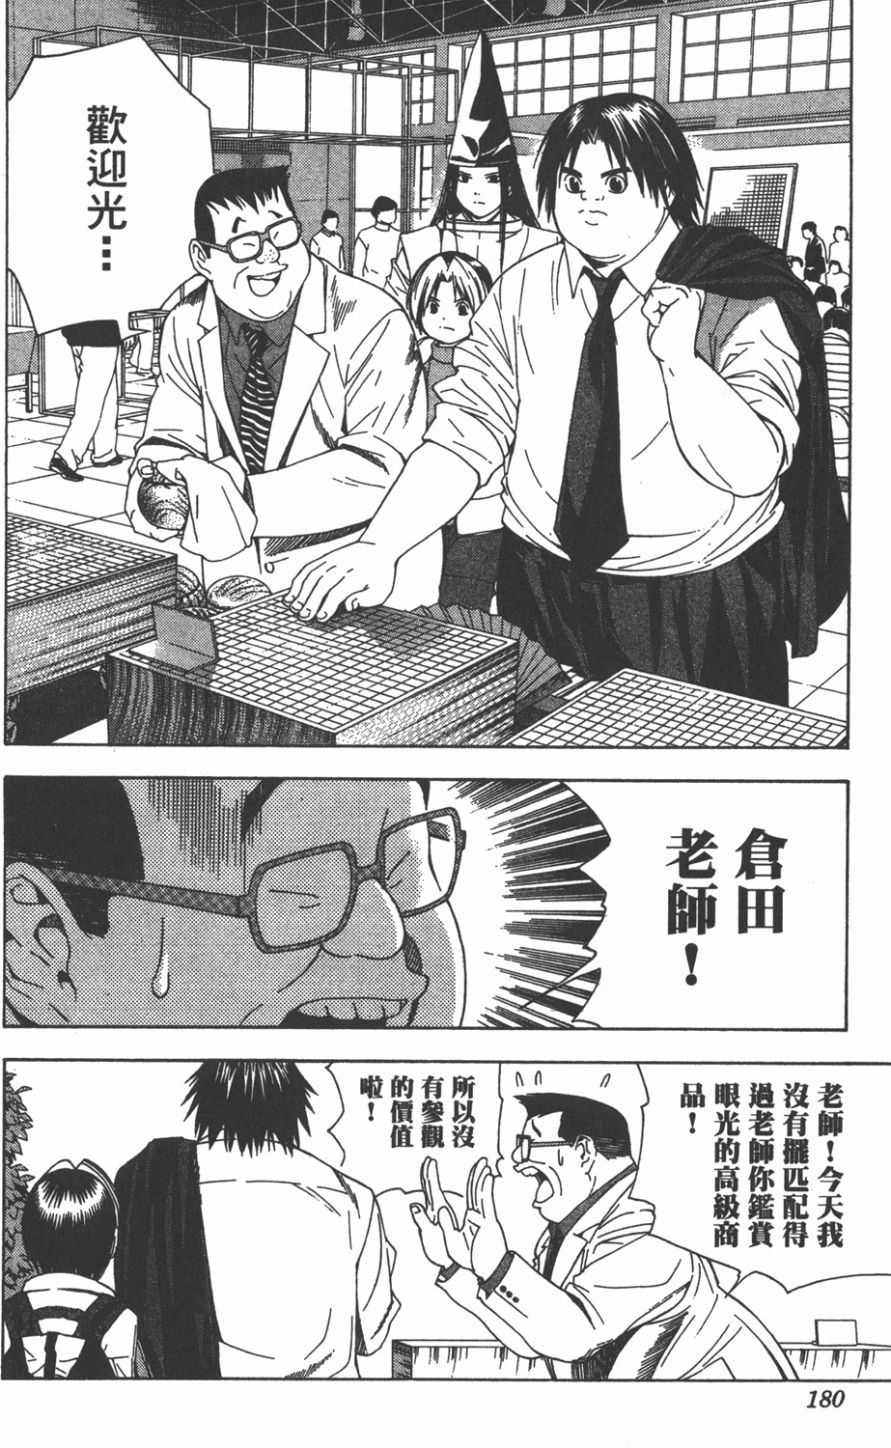 歡迎光…
倉田
老師！
老師！今天我
沒有擺匹配得
過老師你鑑賞
眼光的高級商
品！
所以沒
有參觀
的價值
啦！
180